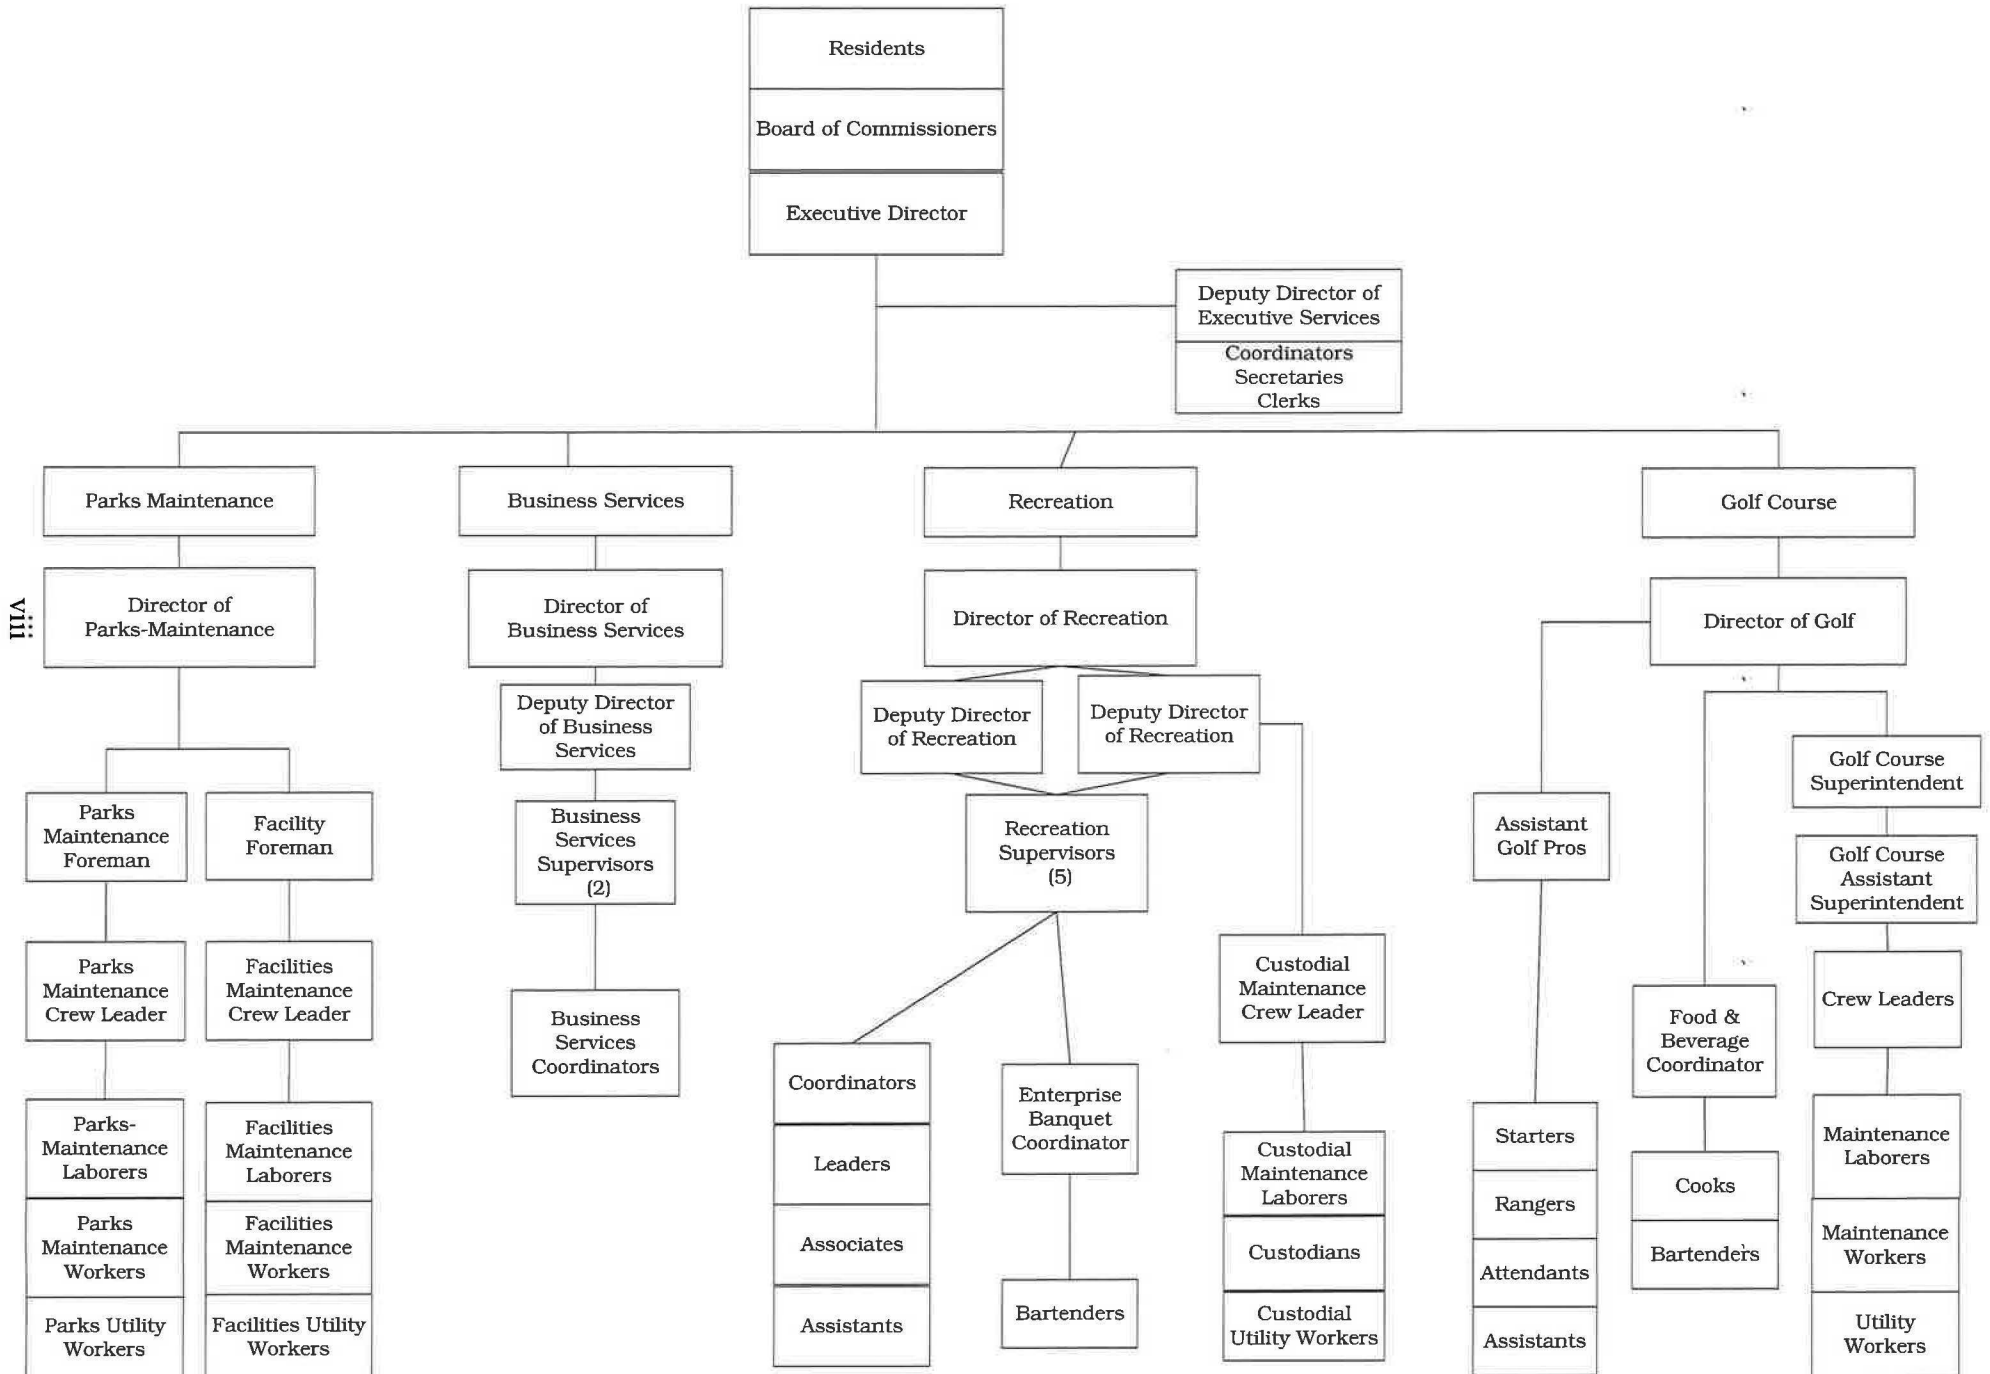 Residents
Board of Commissioners
Executive Director
Deputy Director of
Executive Services
Coordinators
Secretaries
Clerks
Parks Maintenance
Business Services
Recreation
Golf Course
viii
Director of
Parks-Maintenance
Director of
Business Services
Director of Recreation
Director of Golf
Deputy Director
of Business
Services
Deputy Director
of Recreation
Deputy Director
of Recreation
Parks
Maintenance
Foreman
Facility
Foreman
Business
Services
Supervisors
(2)
Recreation
Supervisors
(5)
Assistant
Golf Pros
Golf Course
Superintendent
Golf Course
Assistant
Superintendent
Parks
Maintenance
Crew Leader
Facilities
Maintenance
Crew Leader
Business
Services
Coordinators
Custodial
Maintenance
Crew Leader
Food &
Beverage
Coordinator
Crew Leaders
Parks-
Maintenance
Laborers
Parks
Maintenance
Workers
Parks Utility
Workers
Facilities
Maintenance
Laborers
Facilities
Maintenance
Workers
Facilities Utility
Workers
Coordinators
Leaders
Associates
Assistants
Enterprise
Banquet
Coordinator
Bartenders
Custodial
Maintenance
Laborers
Custodians
Custodial
Utility Workers
Starters
Rangers
Attendants
Assistants
Cooks
Bartenders
Maintenance
Laborers
Maintenance
Workers
Utility
Workers